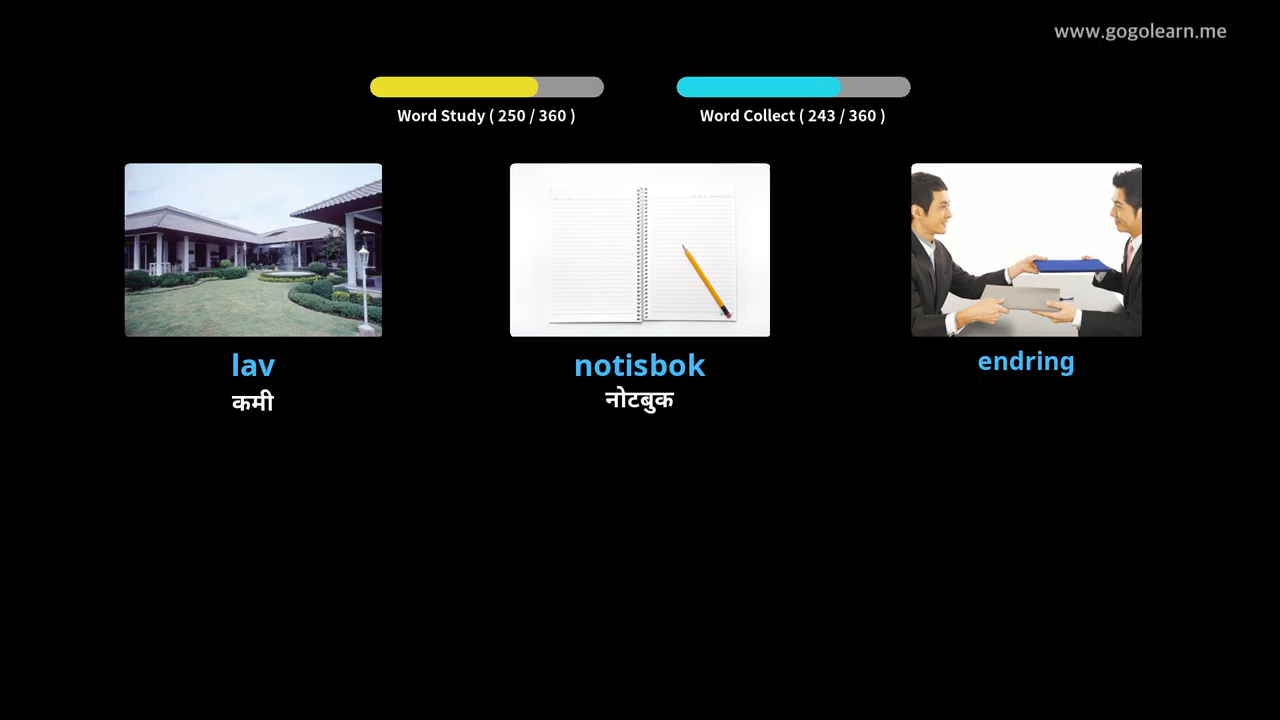 www.gogolearn.me
Word Study ( 250 / 360 )
Word Collect ( 243 / 360 )
lav
notisbok
endring
कमी
नोटबुक